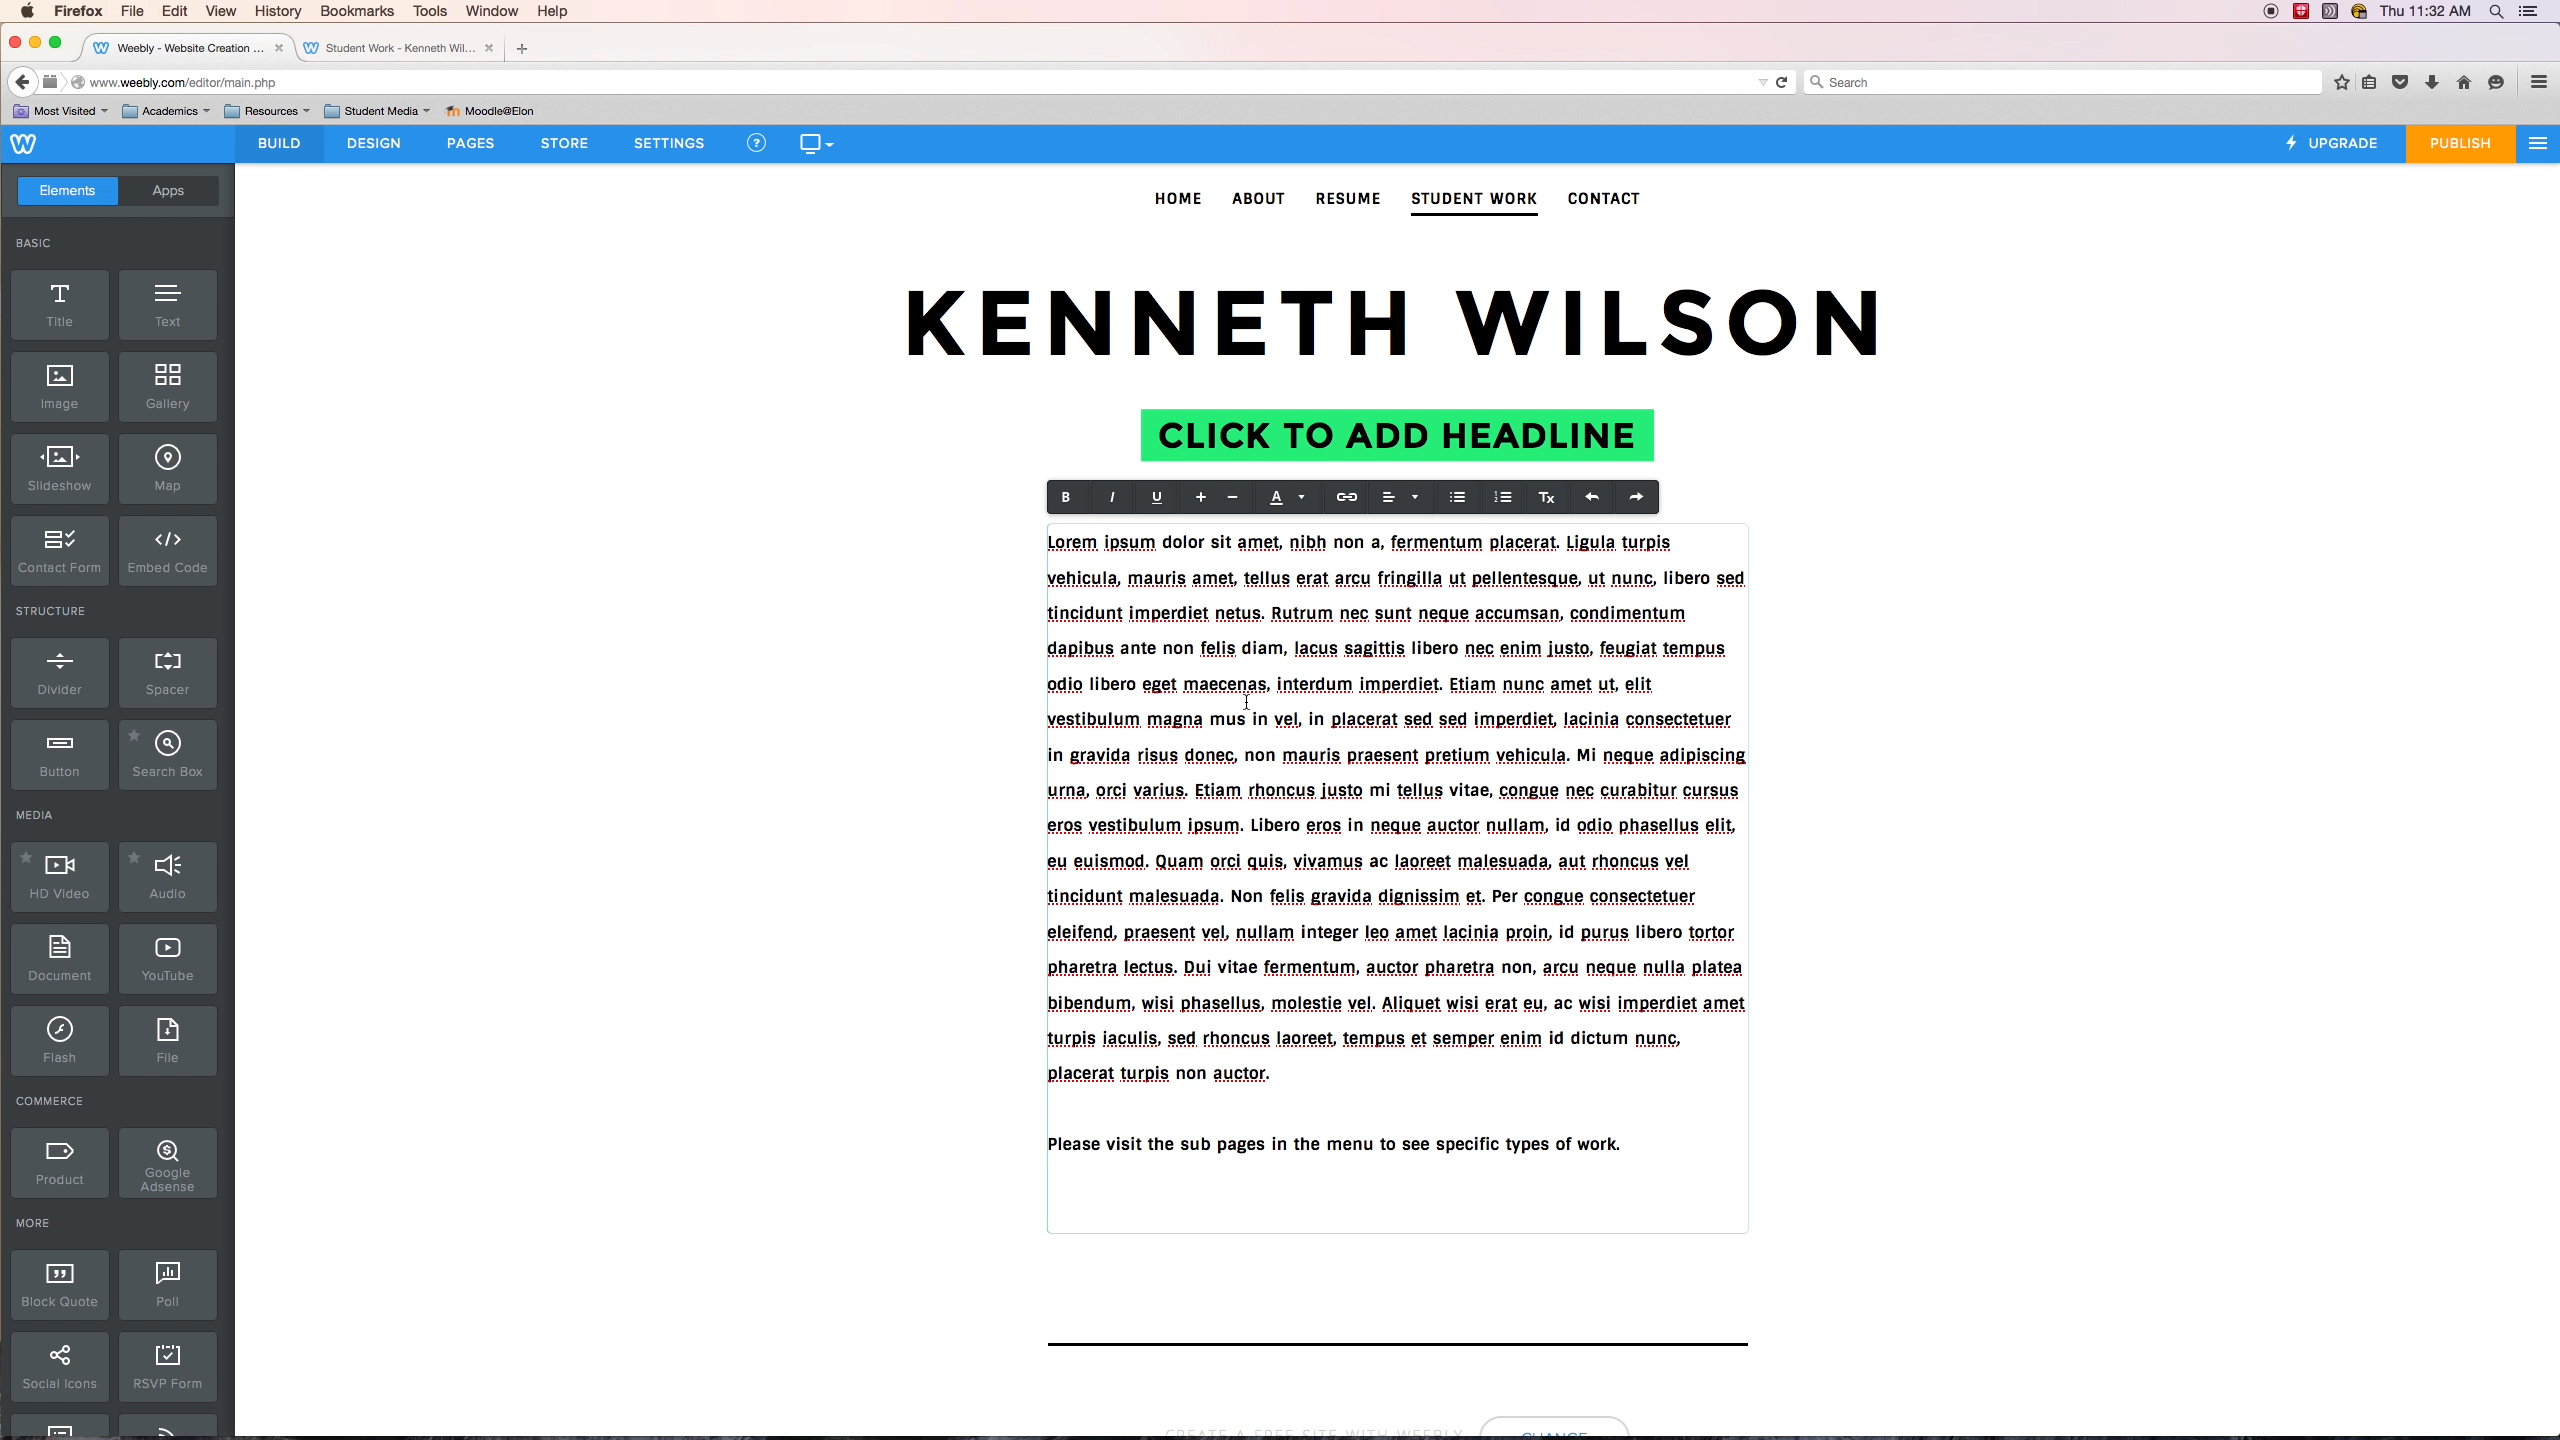 Firefox File Edit View History Bookmarks Tools Window Help Thu 11:32 AM
Weebly - Website Creation ... Student Work - Kenneth Wil...
www.weebly.com/editor/main.php Search
Most Visited Academics Resources Student Media Moodle@Elon
BUILD DESIGN PAGES STORE SETTINGS ? UPGRADE PUBLISH
Elements Apps
BASIC
Title Text
Image Gallery
Slideshow Map
Contact Form Embed Code
STRUCTURE
Divider Spacer
Button Search Box
MEDIA
HD Video Audio
Document YouTube
Flash File
COMMERCE
Product Google Adsense
MORE
Block Quote Poll
Social Icons RSVP Form
HOME ABOUT RESUME STUDENT WORK CONTACT
KENNETH WILSON
CLICK TO ADD HEADLINE
B I U + − A Tx
Lorem ipsum dolor sit amet, nibh non a, fermentum placerat. Ligula turpis
vehicula, mauris amet, tellus erat arcu fringilla ut pellentesque, ut nunc, libero sed
tincidunt imperdiet netus. Rutrum nec sunt neque accumsan, condimentum
dapibus ante non felis diam, lacus sagittis libero nec enim justo, feugiat tempus
odio libero eget maecenas, interdum imperdiet. Etiam nunc amet ut, elit
vestibulum magna mus in vel, in placerat sed sed imperdiet, lacinia consectetuer
in gravida risus donec, non mauris praesent pretium vehicula. Mi neque adipiscing
urna, orci varius. Etiam rhoncus justo mi tellus vitae, congue nec curabitur cursus
eros vestibulum ipsum. Libero eros in neque auctor nullam, id odio phasellus elit,
eu euismod. Quam orci quis, vivamus ac laoreet malesuada, aut rhoncus vel
tincidunt malesuada. Non felis gravida dignissim et. Per congue consectetuer
eleifend, praesent vel, nullam integer leo amet lacinia proin, id purus libero tortor
pharetra lectus. Dui vitae fermentum, auctor pharetra non, arcu neque nulla platea
bibendum, wisi phasellus, molestie vel. Aliquet wisi erat eu, ac wisi imperdiet amet
turpis iaculis, sed rhoncus laoreet, tempus et semper enim id dictum nunc,
placerat turpis non auctor.
Please visit the sub pages in the menu to see specific types of work.
CREATE A FREE SITE WITH WEEBLY CHANGE